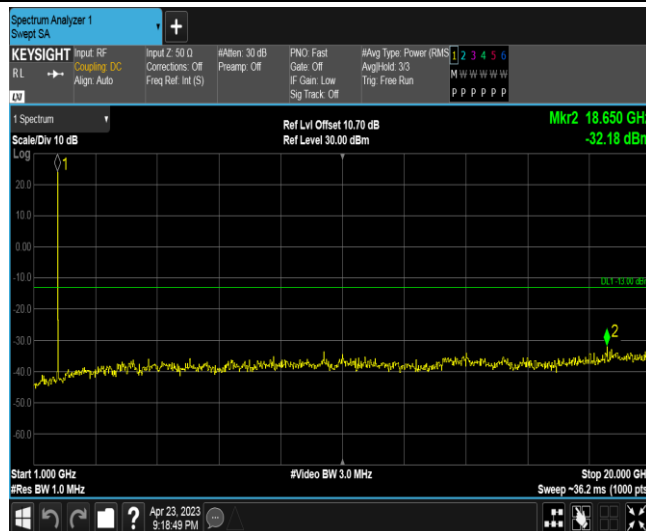 Spectrum Analyzer 1
Swept SA
+
KEYSIGHT
RL
Input: RF
Coupling: DC
Align: Auto
Input Z: 50 Ω
Corrections: Off
Freq Ref: Int (S)
#Atten: 30 dB
Preamp: Off
PNO: Fast
Gate: Off
IF Gain: Low
Sig Track: Off
#Avg Type: Power (RMS
Avg|Hold: 3/3
Trig: Free Run
1 2 3 4 5 6
M W W W W W
P P P P P P
LXI
1 Spectrum
Scale/Div 10 dB
Log
Ref Lvl Offset 10.70 dB
Ref Level 30.00 dBm
Mkr2 18.650 GHz
-32.18 dBm
1
20.0
10.0
0.00
-10.0
DL1 -13.00 dBm
-20.0
-30.0
2
-40.0
-50.0
-60.0
Start 1.000 GHz
#Video BW 3.0 MHz
Stop 20.000 GHz
#Res BW 1.0 MHz
Sweep ~36.2 ms (1000 pts)
?
Apr 23, 2023
9:18:49 PM